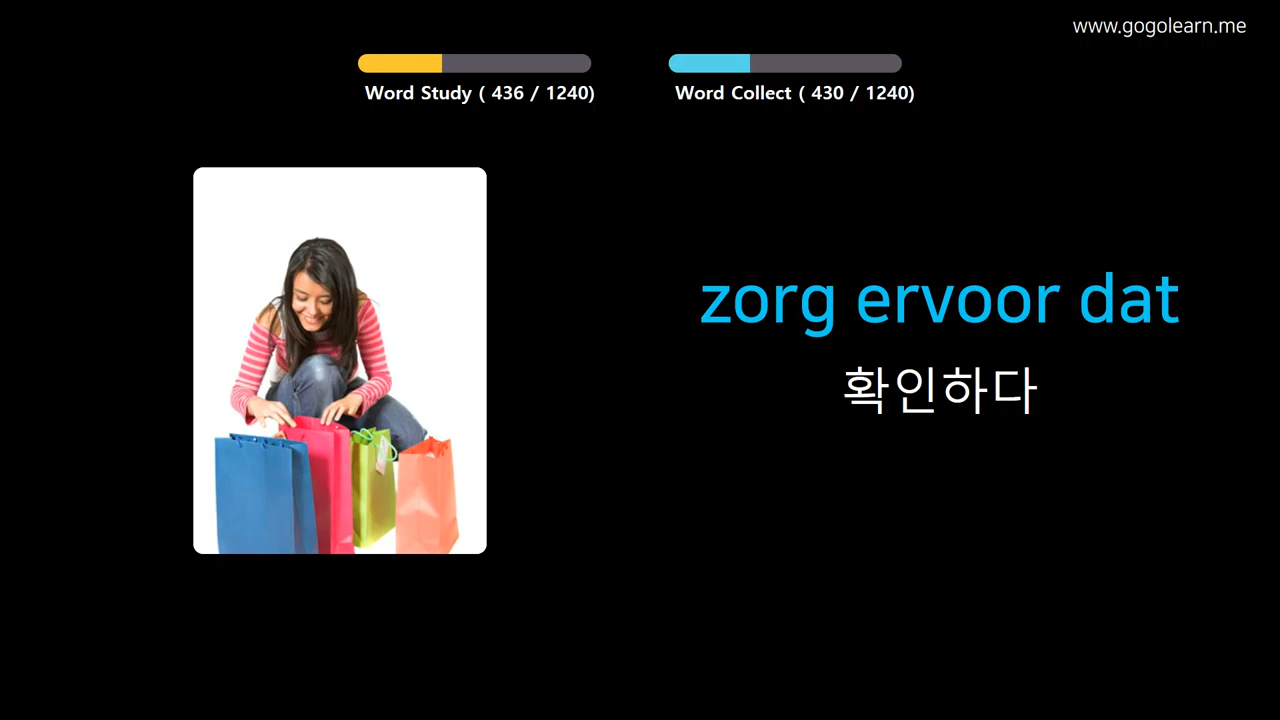 www.gogolearn.me
Word Study ( 436 / 1240)
Word Collect ( 430 / 1240)
zorg ervoor dat
확인하다